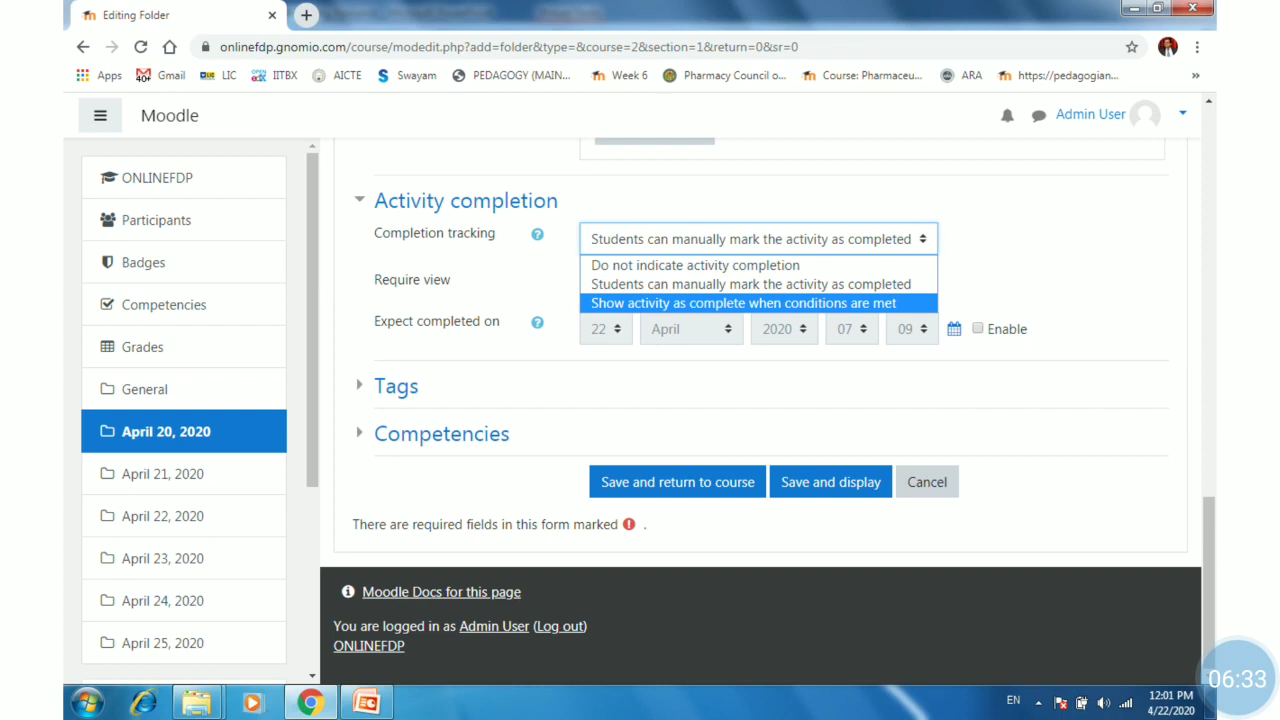 Editing Folder
onlinefdp.gnomio.com/course/modedit.php?add=folder&type=&course=2&section=1&return=0&sr=0
Apps 40+ Gmail LIC IITBX AICTE Swayam PEDAGOGY (MAIN... Week 6 Pharmacy Council o... Course: Pharmaceu... ARA https://pedagogian... »
Moodle
Admin User
ONLINEFDP
Participants
Badges
Competencies
Grades
General
April 20, 2020
April 21, 2020
April 22, 2020
April 23, 2020
April 24, 2020
April 25, 2020
Activity completion
Completion tracking ? Students can manually mark the activity as completed
Do not indicate activity completion
Students can manually mark the activity as completed
Show activity as complete when conditions are met
Require view
Expect completed on ? 22 April 2020 07 09 Enable
Tags
Competencies
Save and return to course Save and display Cancel
There are required fields in this form marked ! .
Moodle Docs for this page
You are logged in as Admin User (Log out)
ONLINEFDP
06:33
EN
12:01 PM
4/22/2020